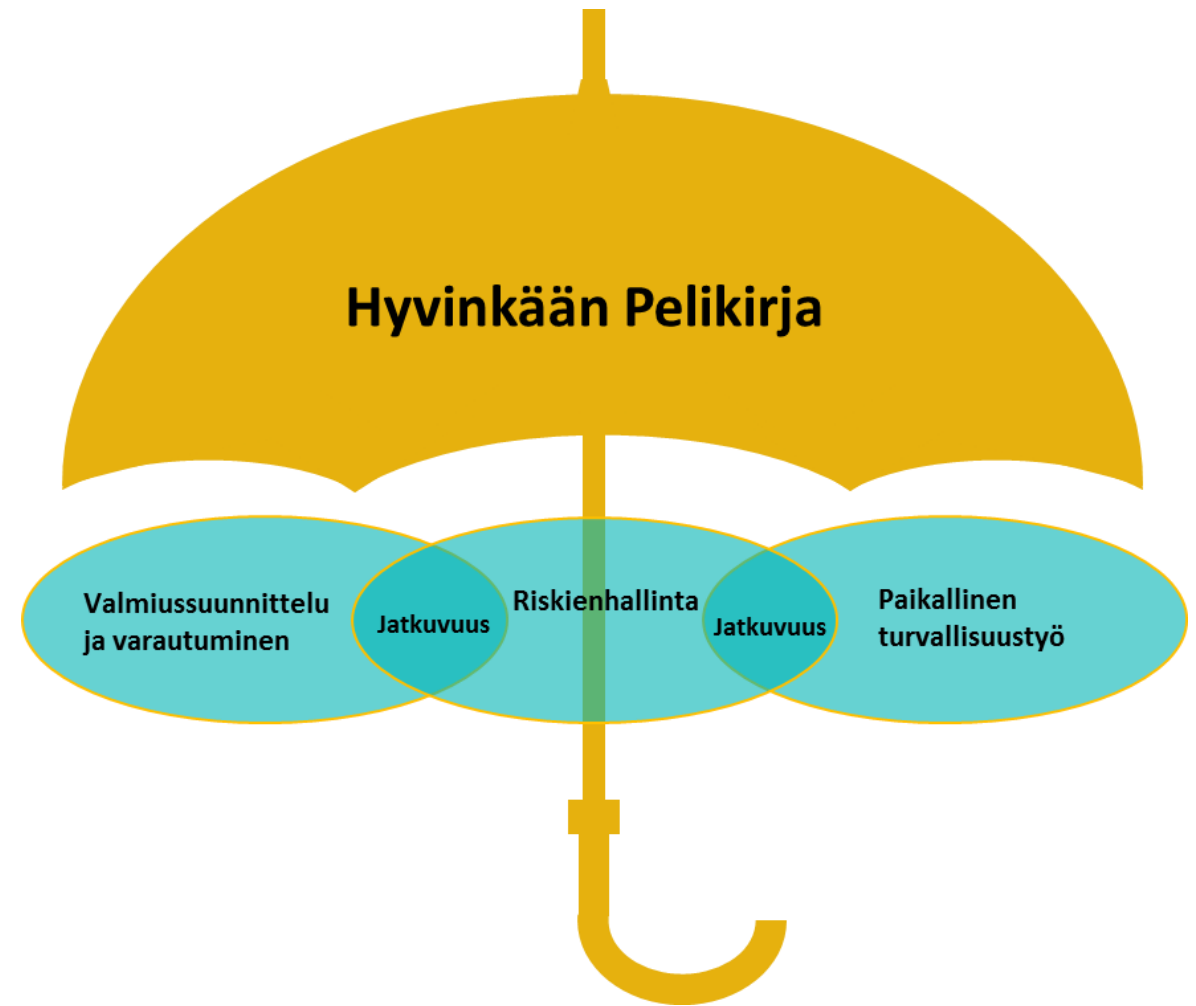 Hyvinkään Pelikirja
Valmiussuunnittelu
ja varautuminen
Jatkuvuus
Riskienhallinta
Jatkuvuus
Paikallinen
turvallisuustyö